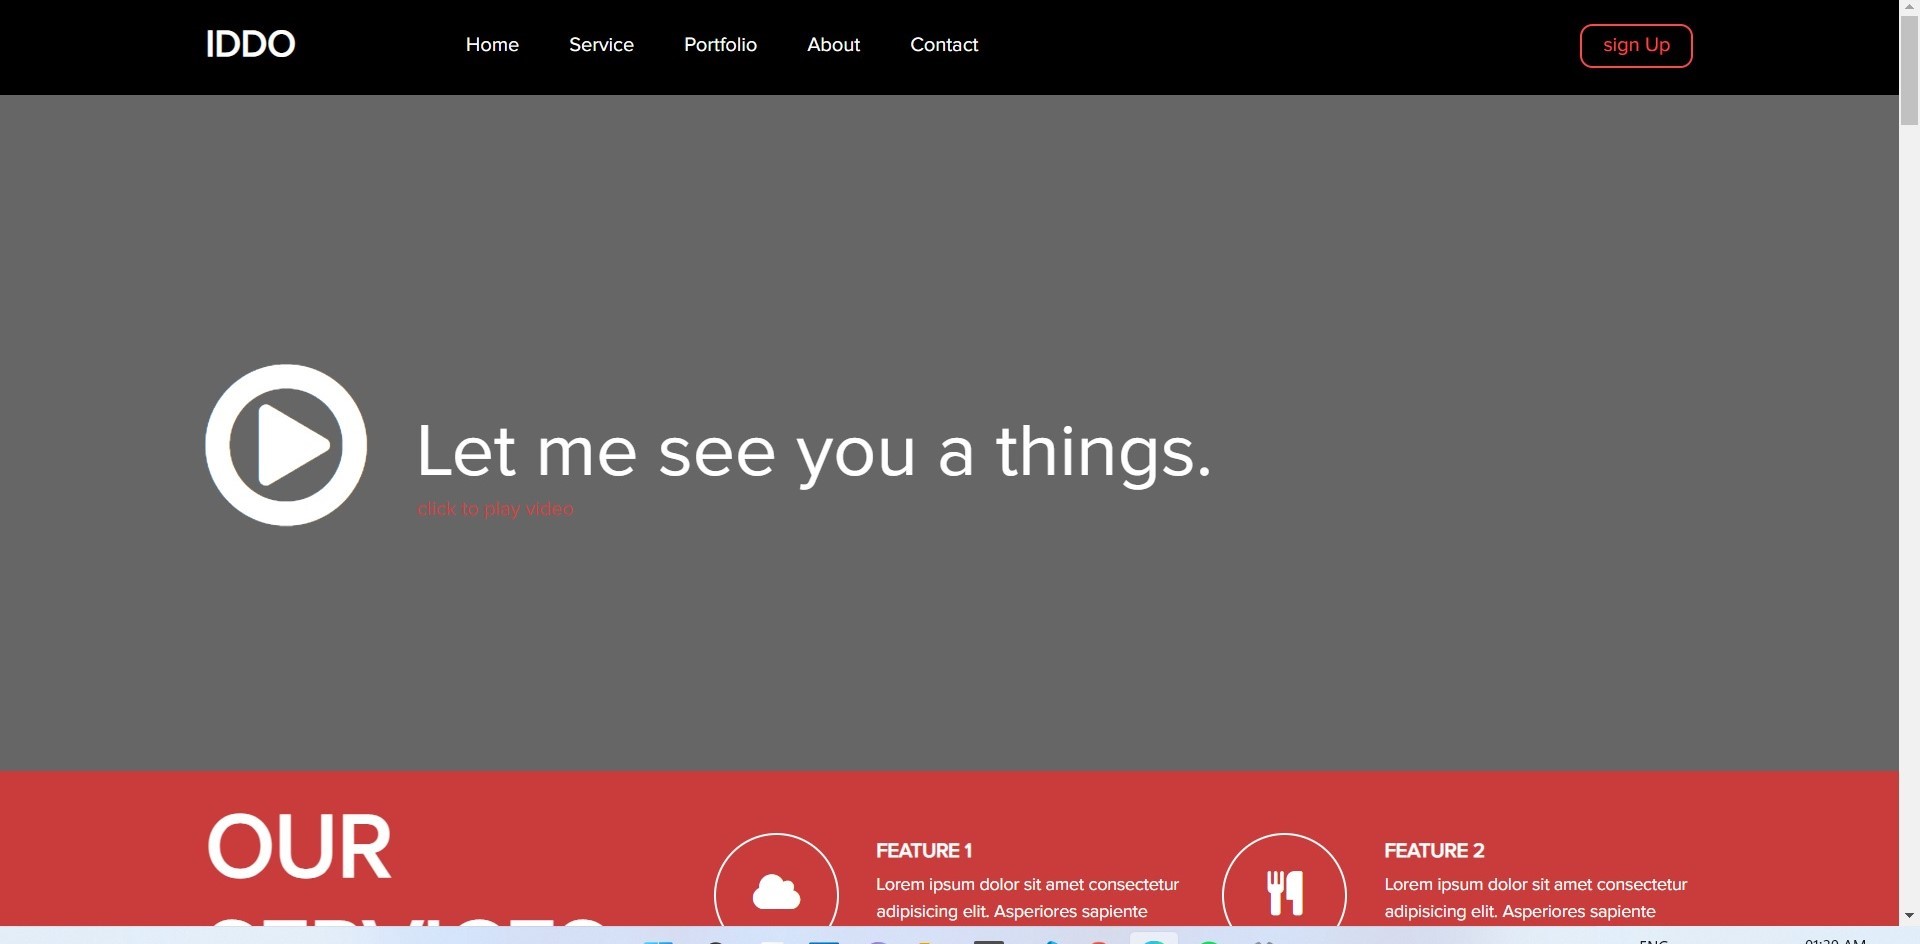 IDDO
Home Service Portfolio About Contact
sign Up
Let me see you a things.
click to play video
OUR
SERVICES
FEATURE 1
Lorem ipsum dolor sit amet consectetur
adipisicing elit. Asperiores sapiente
FEATURE 2
Lorem ipsum dolor sit amet consectetur
adipisicing elit. Asperiores sapiente